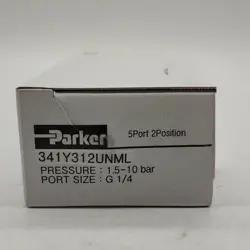 Parker
5Port 2Position
341Y312UNML
PRESSURE : 1.5-10 bar
PORT SIZE : G 1/4